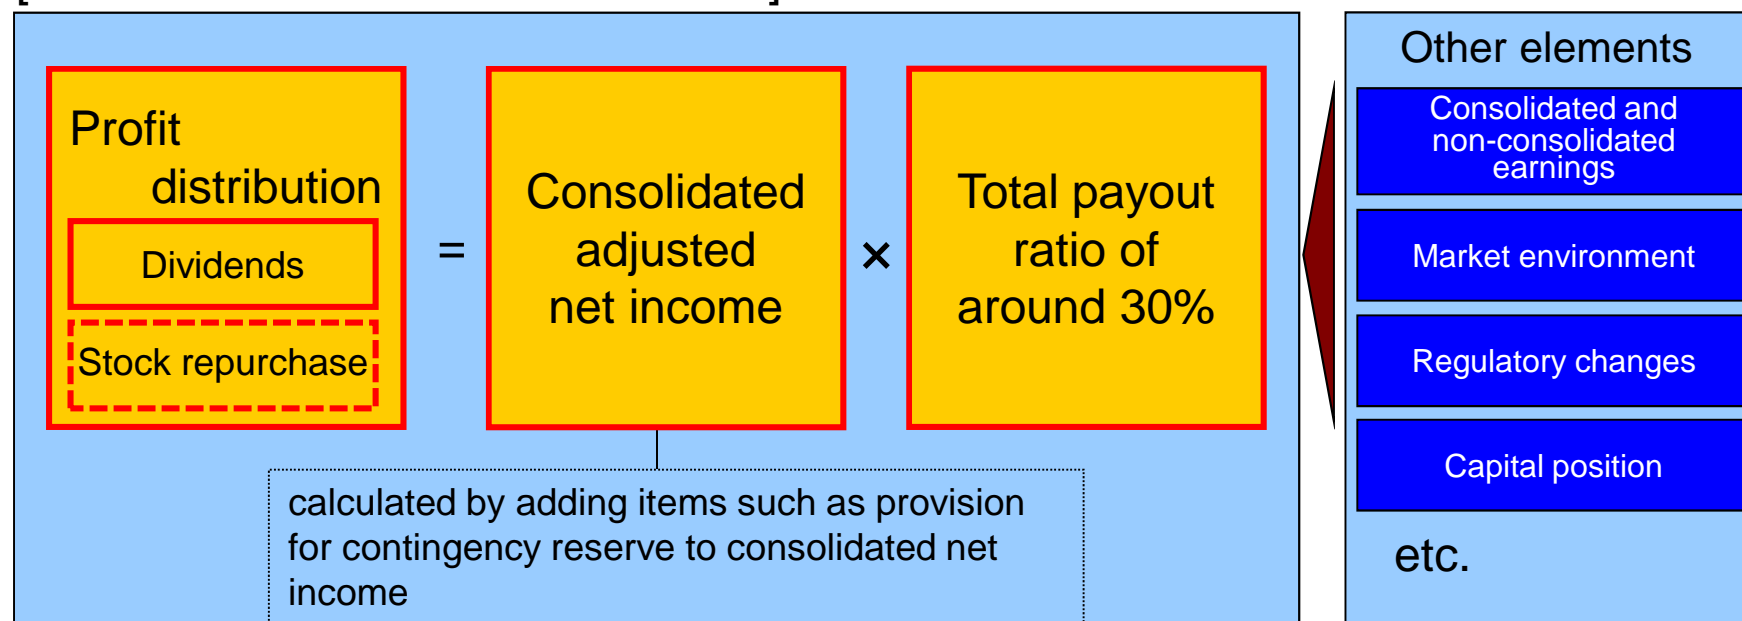 Profit
distribution
Dividends
Stock repurchase
=
Consolidated
adjusted
net income
×
Total payout
ratio of
around 30%
calculated by adding items such as provision
for contingency reserve to consolidated net
income
Other elements
Consolidated and
non-consolidated
earnings
Market environment
Regulatory changes
Capital position
etc.